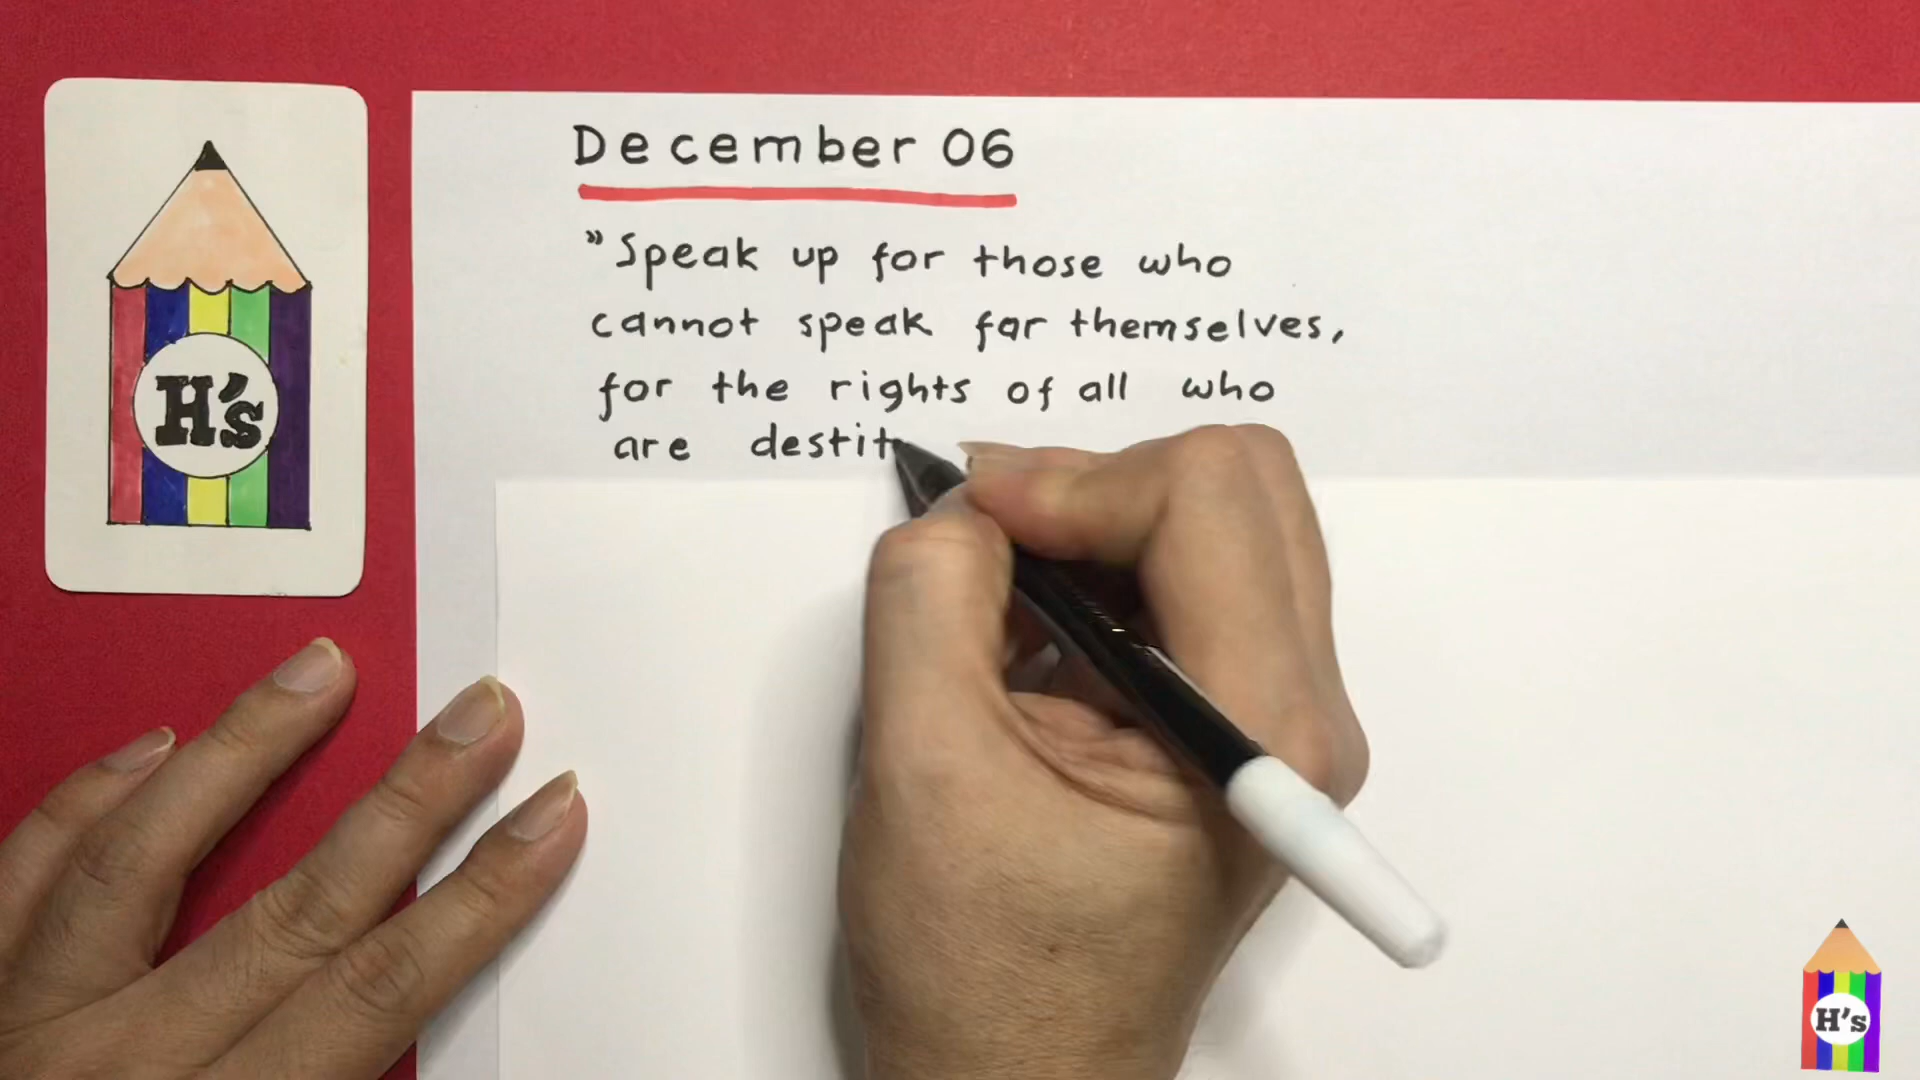 H's
December 06
"Speak up for those who
cannot speak for themselves,
for the rights of all who
are destit
H's